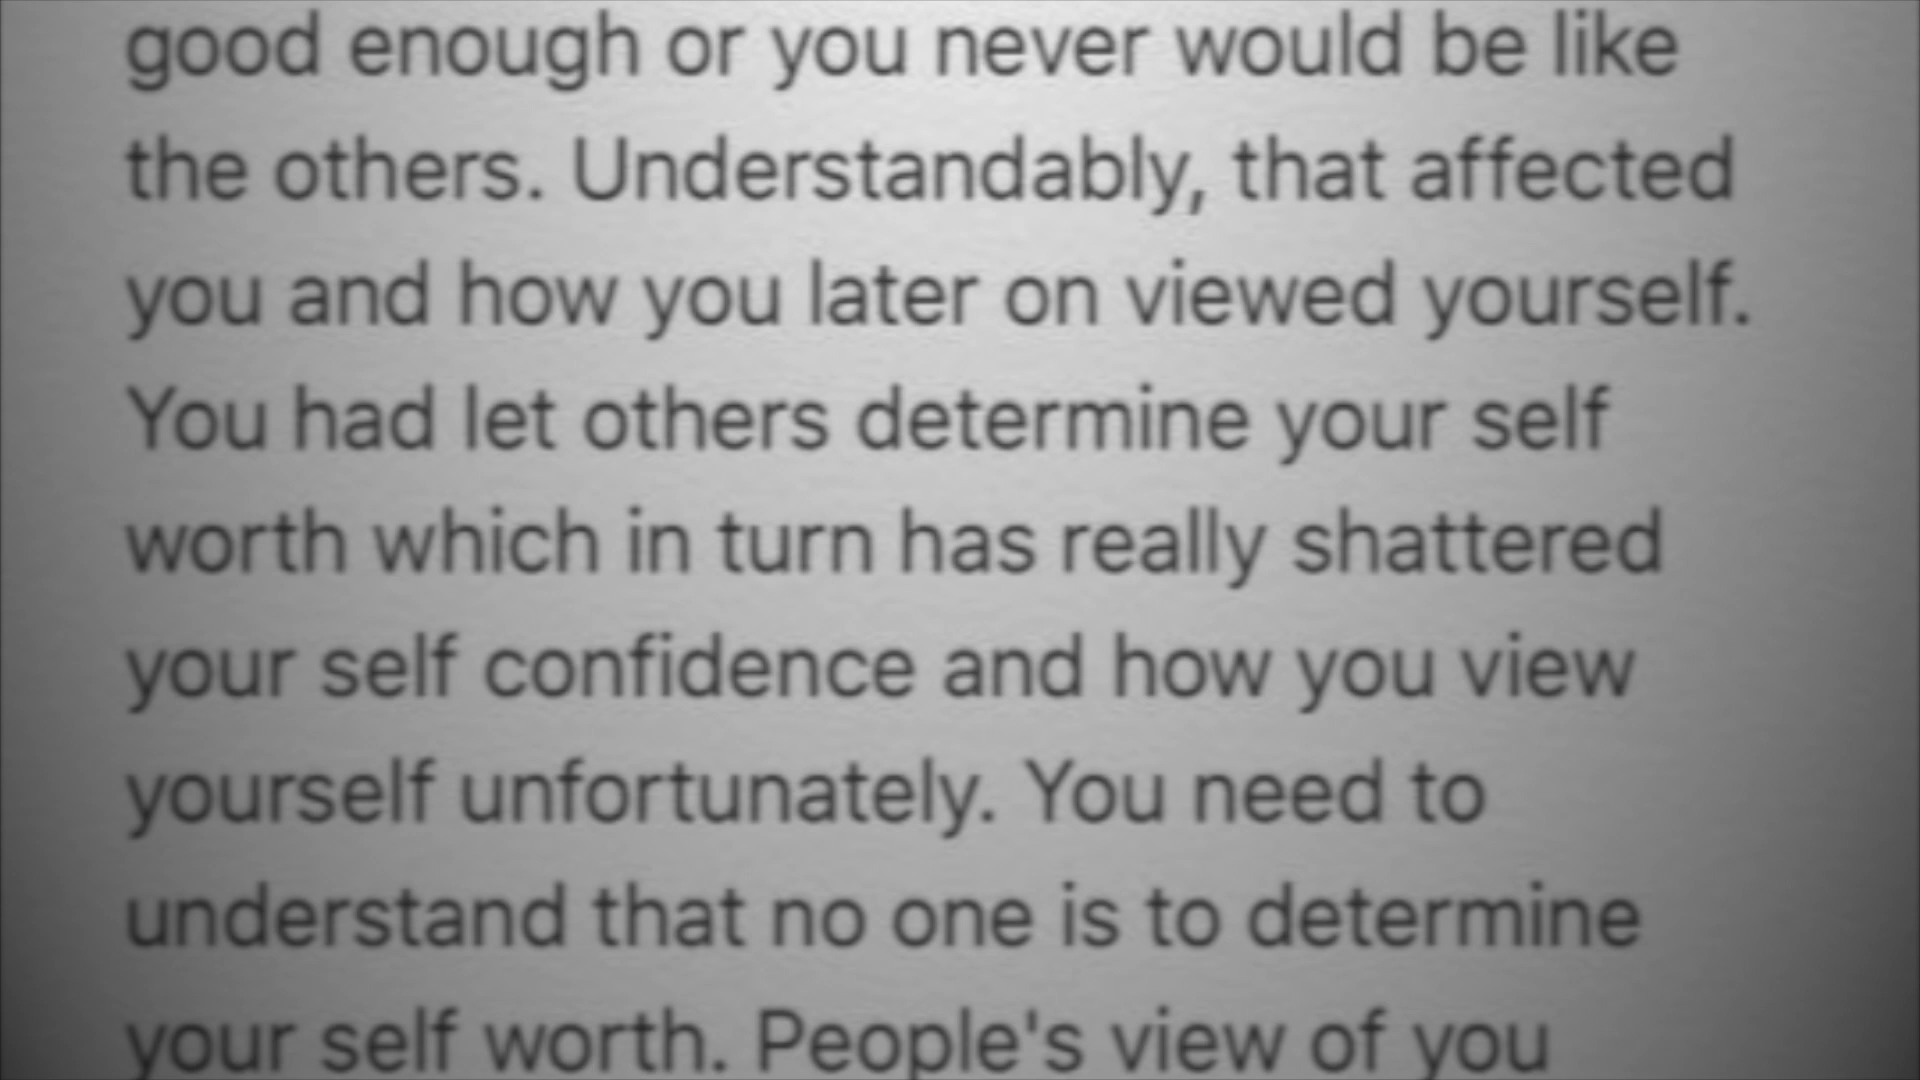 good enough or you never would be like
the others. Understandably, that affected
you and how you later on viewed yourself.
You had let others determine your self
worth which in turn has really shattered
your self confidence and how you view
yourself unfortunately. You need to
understand that no one is to determine
your self worth. People's view of you